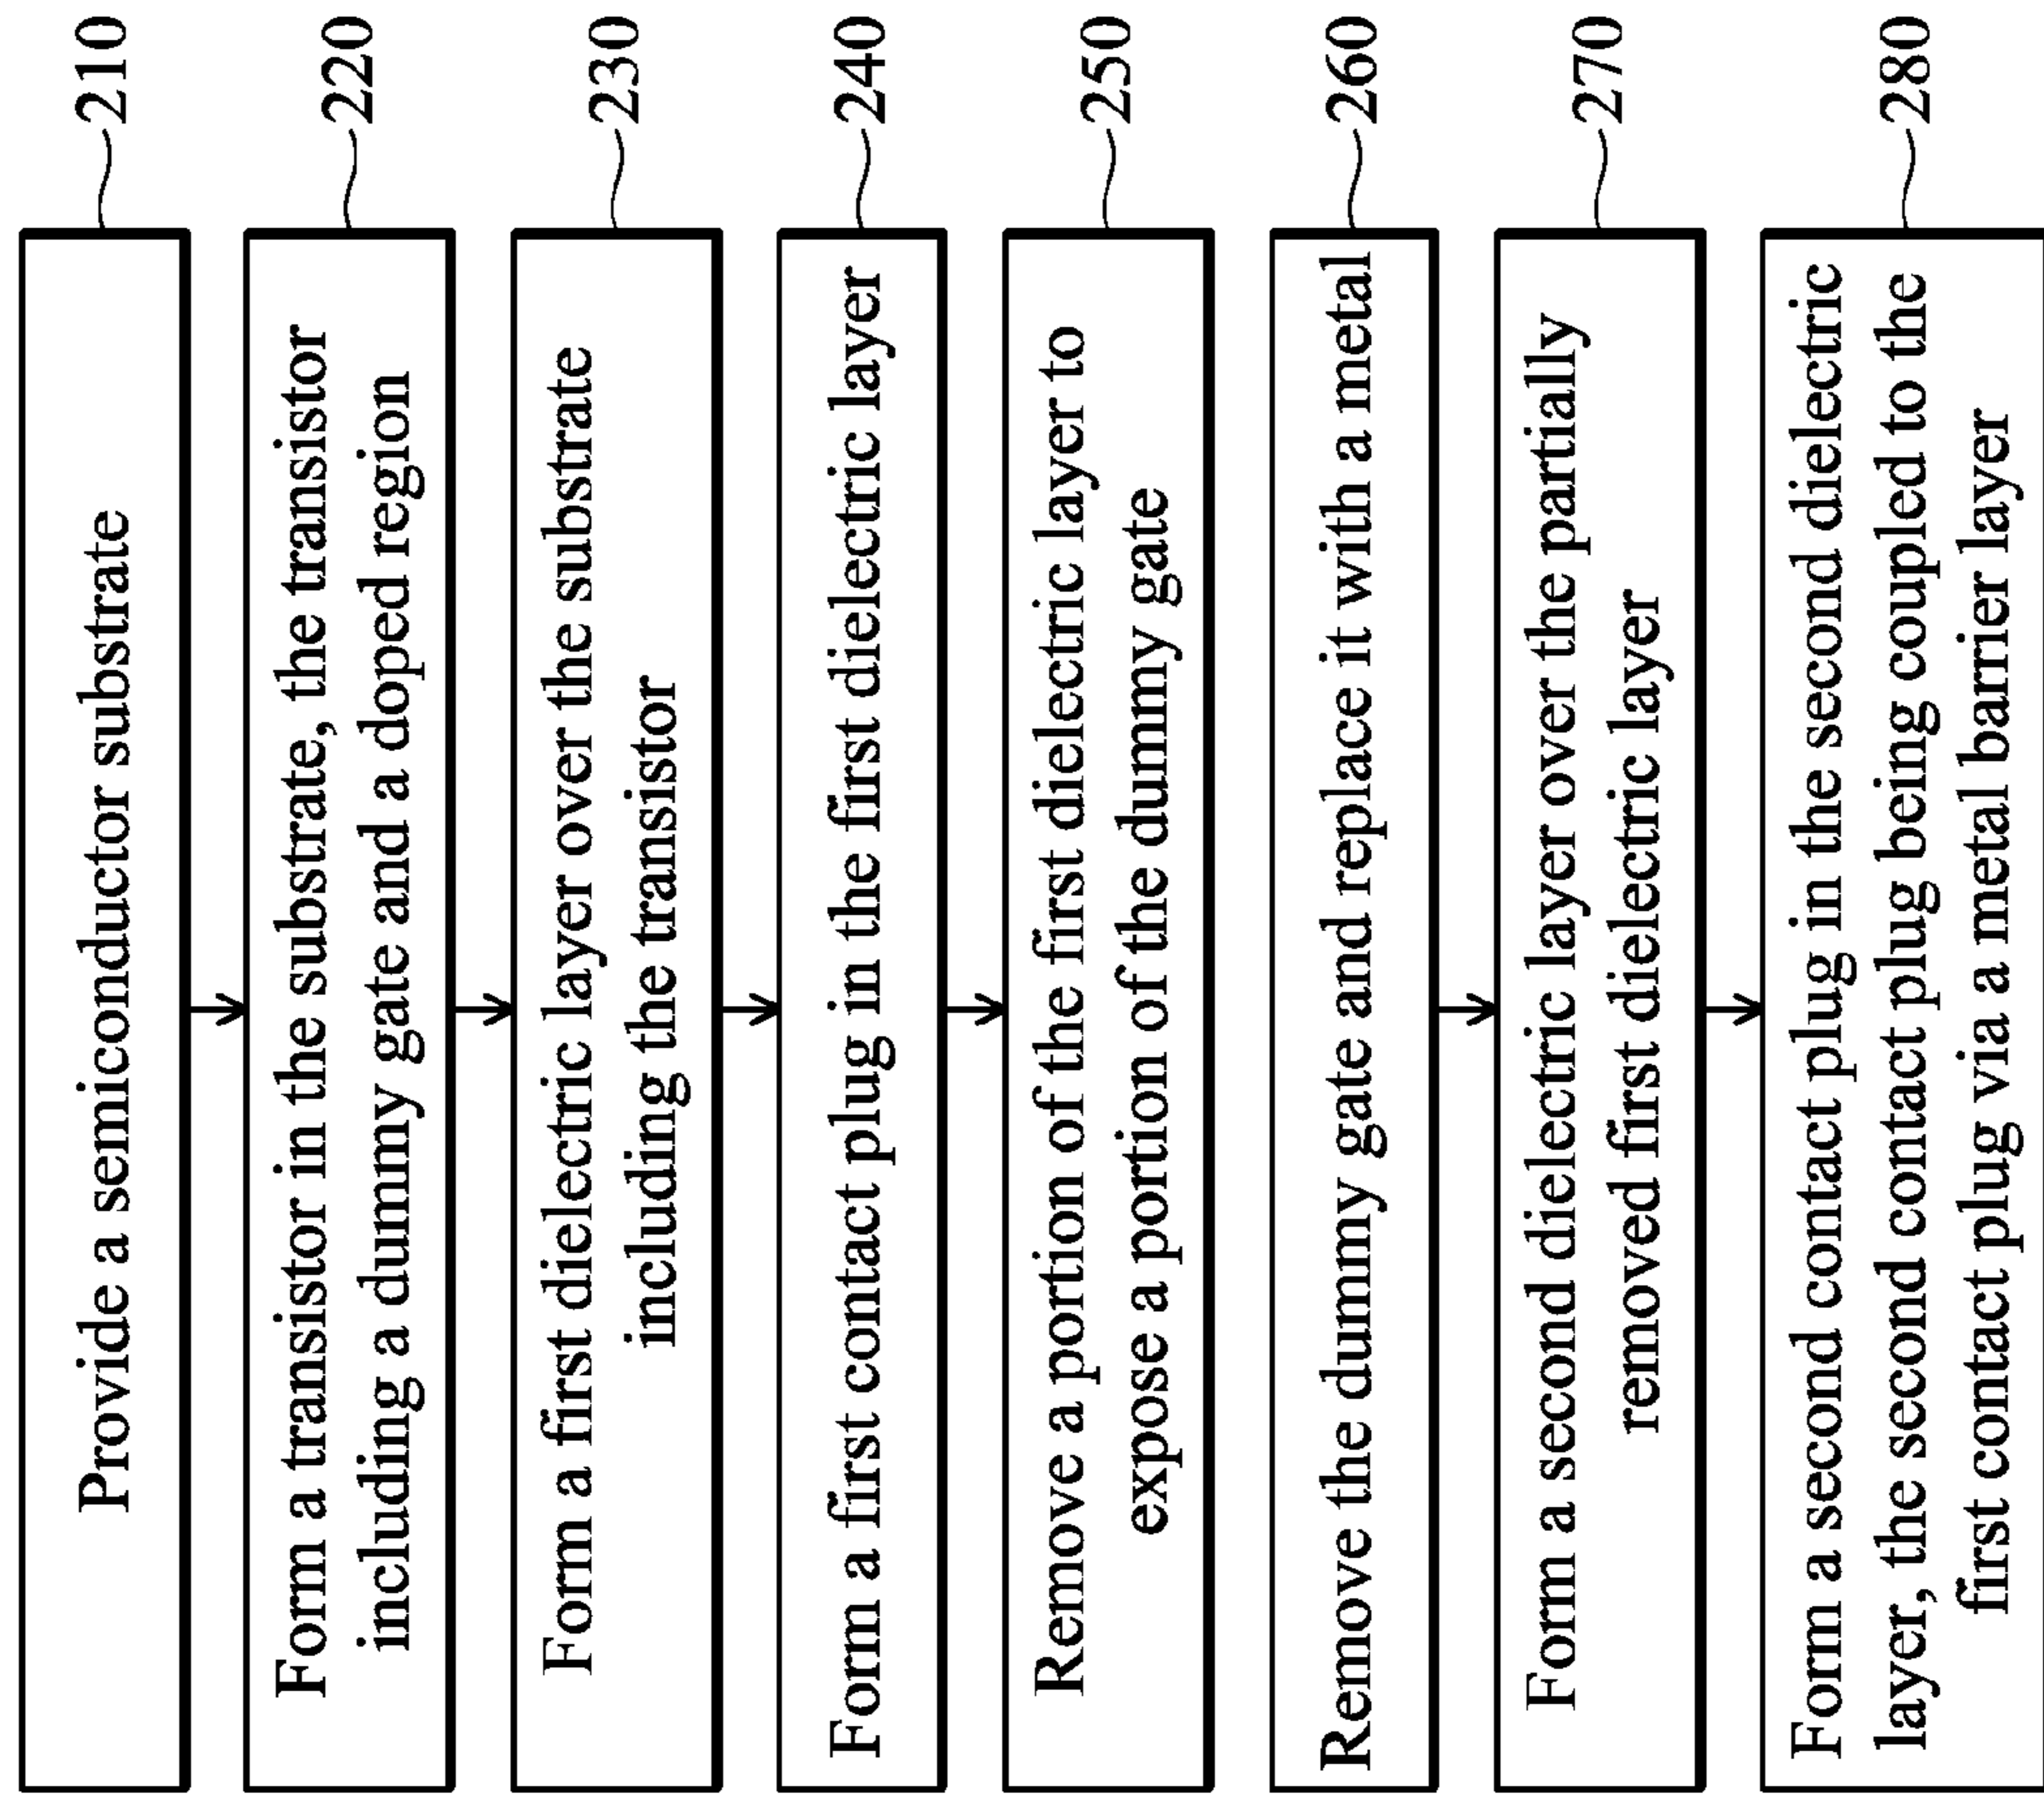 Provide a semiconductor substrate
210
Form a transistor in the substrate, the transistor
including a dummy gate and a doped region
220
Form a first dielectric layer over the substrate
including the transistor
230
Form a first contact plug in the first dielectric layer
240
Remove a portion of the first dielectric layer to
expose a portion of the dummy gate
250
Remove the dummy gate and replace it with a metal
260
Form a second dielectric layer over the partially
removed first dielectric layer
270
Form a second contact plug in the second dielectric
layer, the second contact plug being coupled to the
first contact plug via a metal barrier layer
280